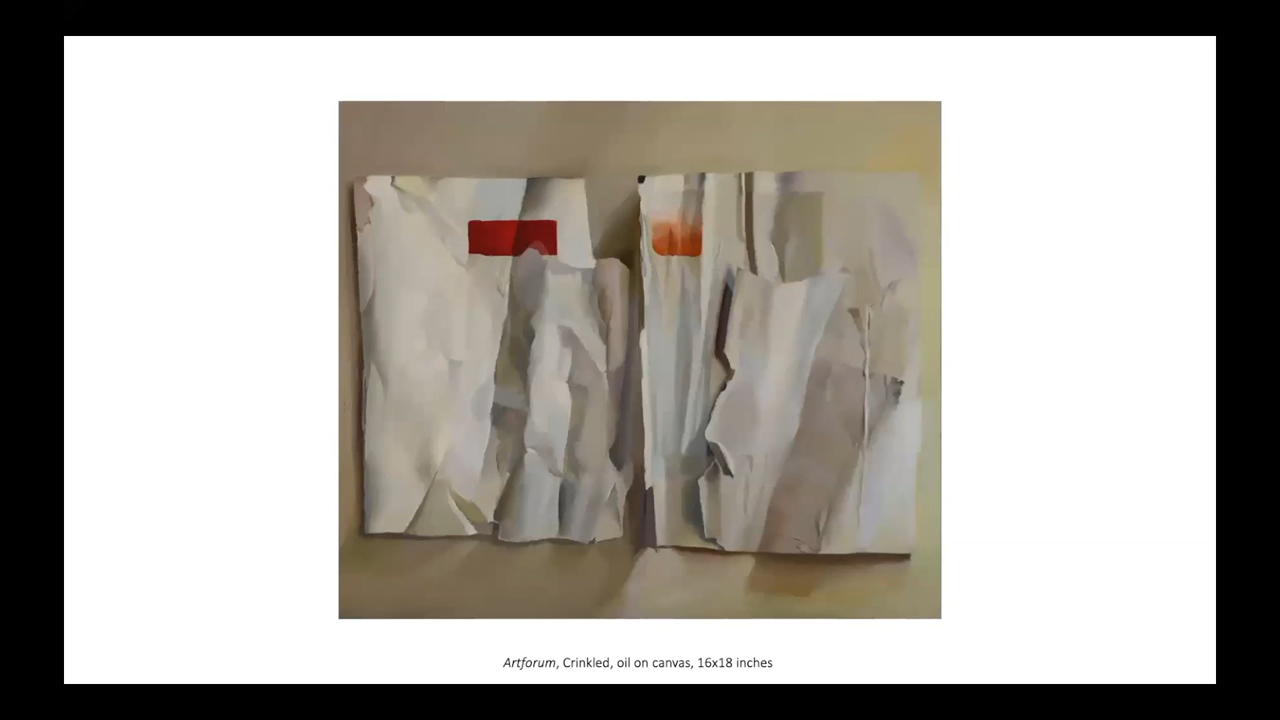 Artforum, Crinkled, oil on canvas, 16x18 inches